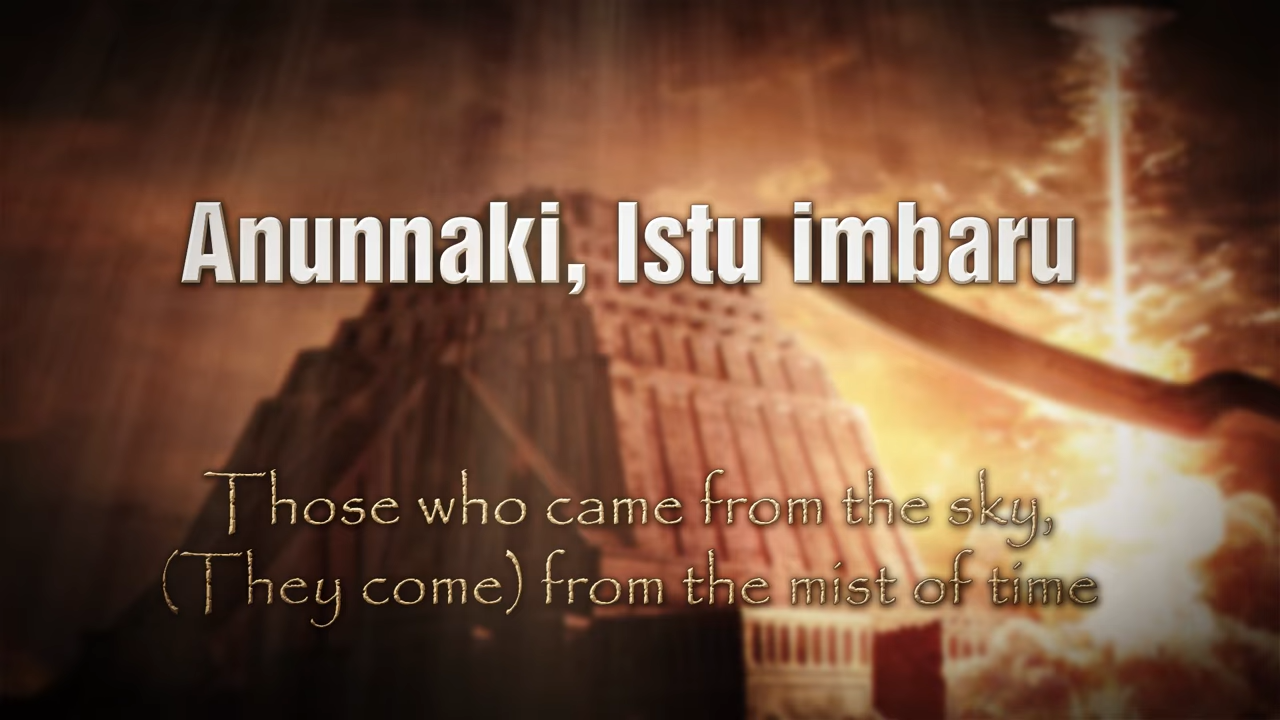 Anunnaki, Istu imbaru
Those who came from the sky,
(They come) from the mist of time